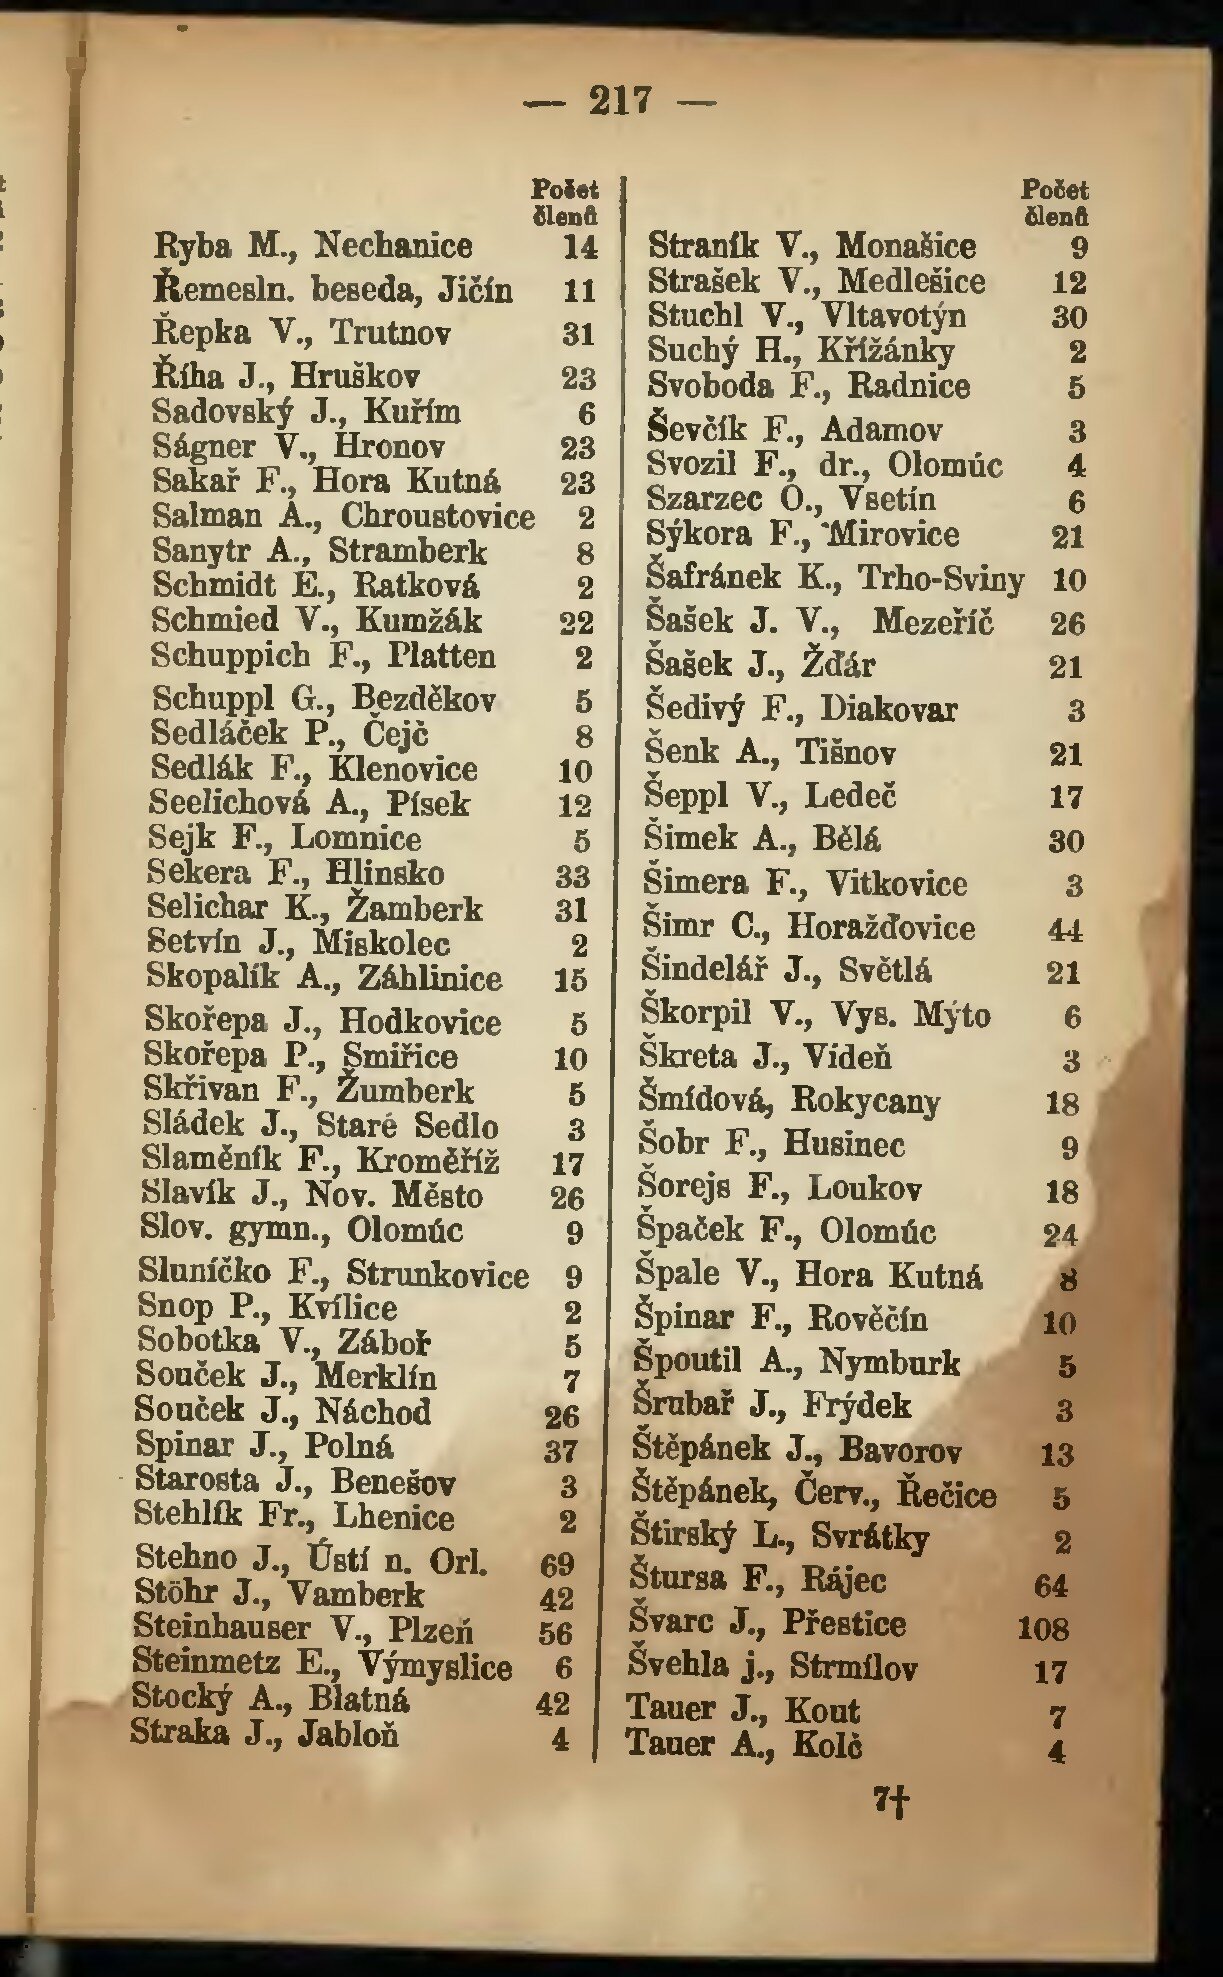 — 217 —
Počet
členů
Ryba M., Nechanice 14
Řemesln. beseda, Jičín 11
Řepka V., Trutnov 31
Říha J., Hruškov 23
Sadovský J., Kuřím 6
Ságner V., Hronov 23
Sakař F., Hora Kutná 23
Salman A., Chroustovice 2
Sanytr A., Stramberk 8
Schmidt E., Ratková 2
Schmied V., Kumžák 22
Schuppich F., Platten 2
Schuppl G., Bezděkov 5
Sedláček P., Čejč 8
Sedlák F., Klenovice 10
Seelichová A., Písek 12
Sejk F., Lomnice 5
Sekera F., Hlinsko 33
Selichar K., Žamberk 31
Setvín J., Miskolec 2
Skopalík A., Záhlinice 15
Skořepa J., Hodkovice 5
Skořepa P., Smiřice 10
Skřivan F., Žumberk 5
Sládek J., Staré Sedlo 3
Slaměník F., Kroměříž 17
Slavík J., Nov. Město 26
Slov. gymn., Olomúc 9
Sluníčko F., Strunkovice 9
Snop P., Kvílice 2
Sobotka V., Záboř 5
Souček J., Merklín 7
Souček J., Náchod 26
Spinar J., Polná 37
Starosta J., Benešov 3
Stehlík Fr., Lhenice 2
Stehno J., Ústí n. Orl. 69
Stöhr J., Vamberk 42
Steinhauser V., Plzeň 56
Steinmetz E., Výmyslice 6
Stocký A., Blatná 42
Straka J., Jabloň 4
Počet
členů
Straník V., Monašice 9
Strašek V., Medlešice 12
Stuchl V., Vltavotýn 30
Suchý H., Křížánky 2
Svoboda F., Radnice 5
Ševčík F., Adamov 3
Svozil F., dr., Olomúc 4
Szarzec O., Vsetín 6
Sýkora F., Mirovice 21
Šafránek K., Trho-Sviny 10
Šašek J. V., Mezeříč 26
Šašek J., Žďár 21
Šedivý F., Diakovar 3
Šenk A., Tišnov 21
Šeppl V., Ledeč 17
Šimek A., Bělá 30
Šimera F., Vitkovice 3
Šimr C., Horažďovice 44
Šindelář J., Světlá 21
Škorpil V., Vys. Mýto 6
Škreta J., Vídeň 3
Šmídová, Rokycany 18
Šobr F., Husinec 9
Šorejs F., Loukov 18
Špaček F., Olomúc 24
Špale V., Hora Kutná 8
Špinar F., Rověčín 10
Špoutil A., Nymburk 5
Šrubař J., Frýdek 3
Štěpánek J., Bavorov 13
Štěpánek, Červ., Řečice 5
Štirský L., Svrátky 2
Štursa F., Rájec 64
Švarc J., Přestice 108
Švehla j., Strmílov 17
Tauer J., Kout 7
Tauer A., Kolč 4
7†